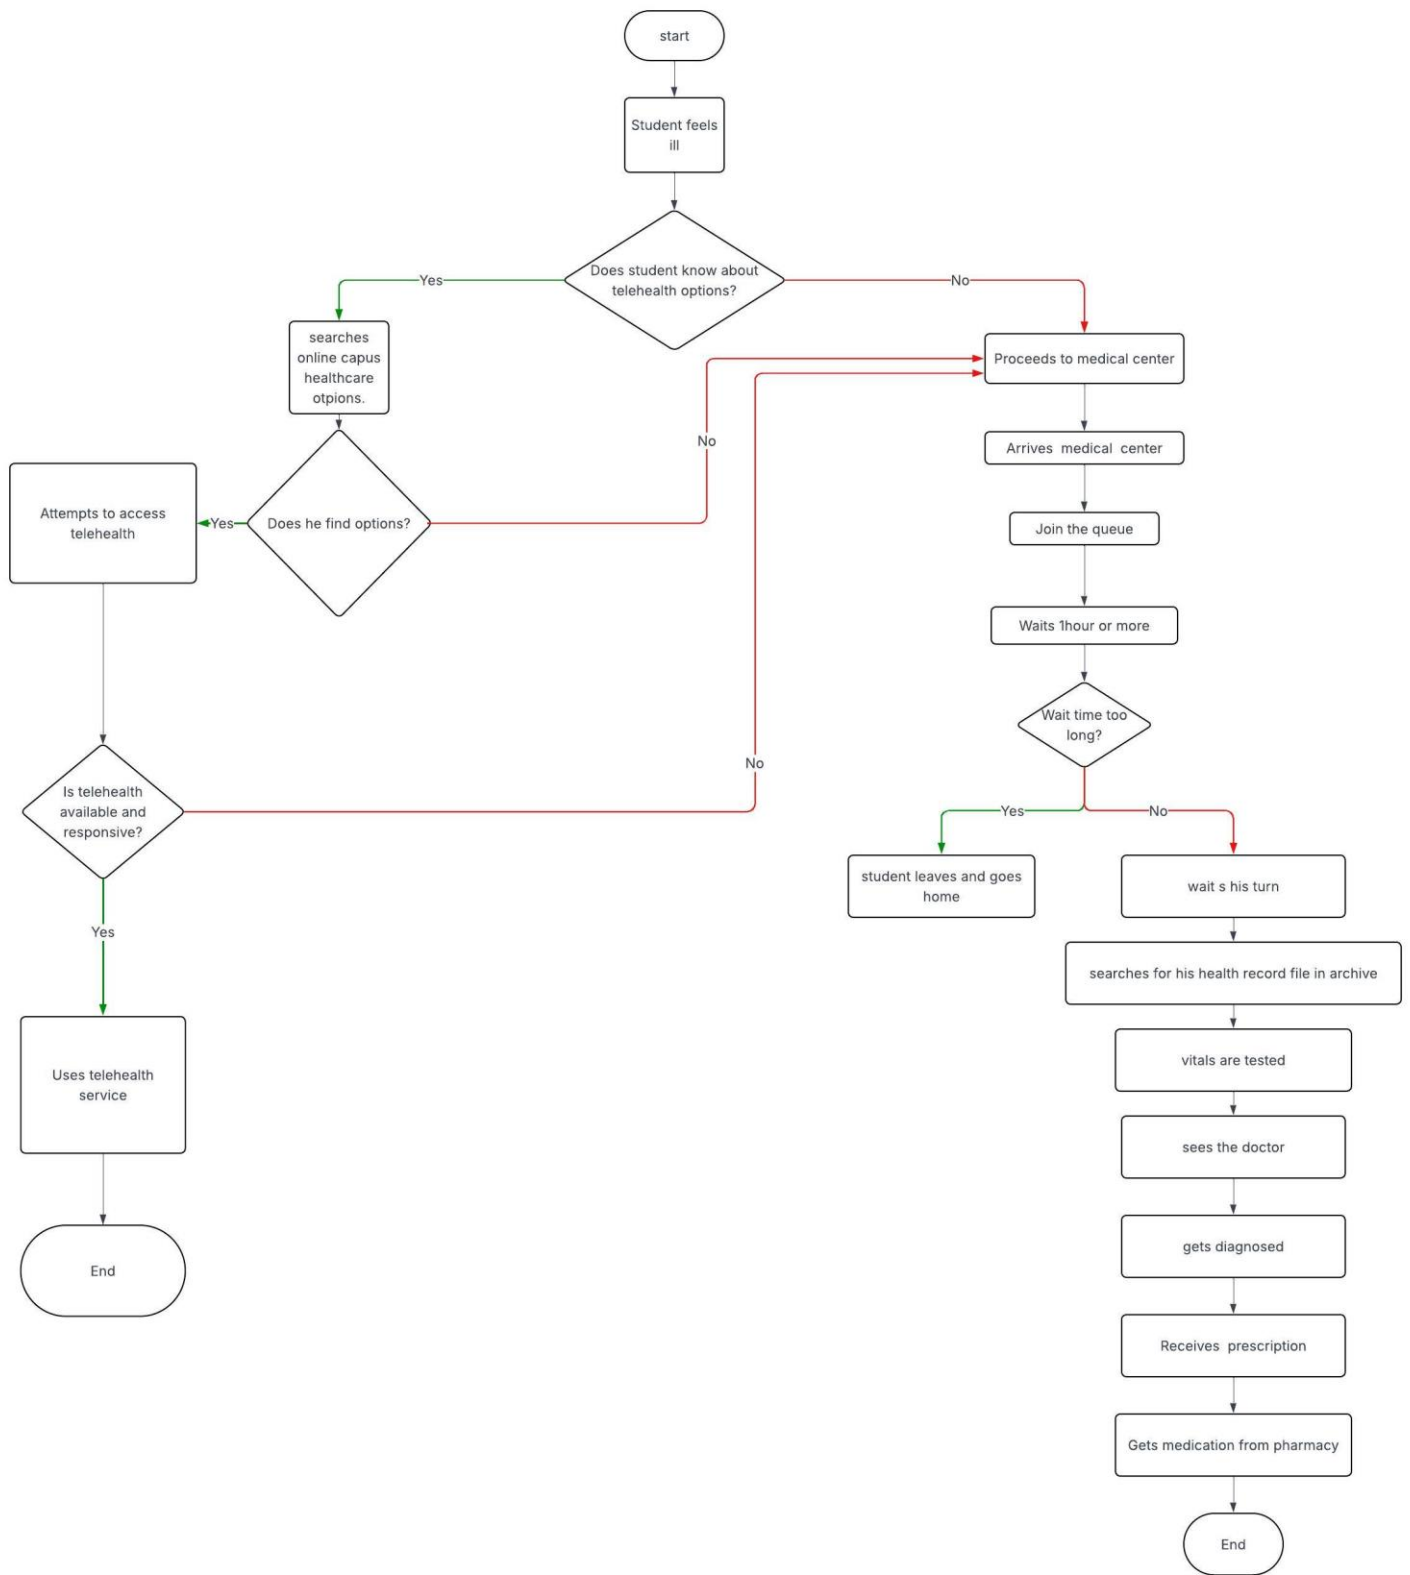 start
Student feels
ill
Does student know about
telehealth options?
Yes
No
searches
online capus
healthcare
otpions.
Proceeds to medical center
No
Arrives medical center
Attempts to access
telehealth
Yes
Does he find options?
Join the queue
Waits 1hour or more
Wait time too
long?
No
Is telehealth
available and
responsive?
Yes
No
student leaves and goes
home
wait s his turn
Yes
searches for his health record file in archive
vitals are tested
Uses telehealth
service
sees the doctor
gets diagnosed
End
Receives prescription
Gets medication from pharmacy
End